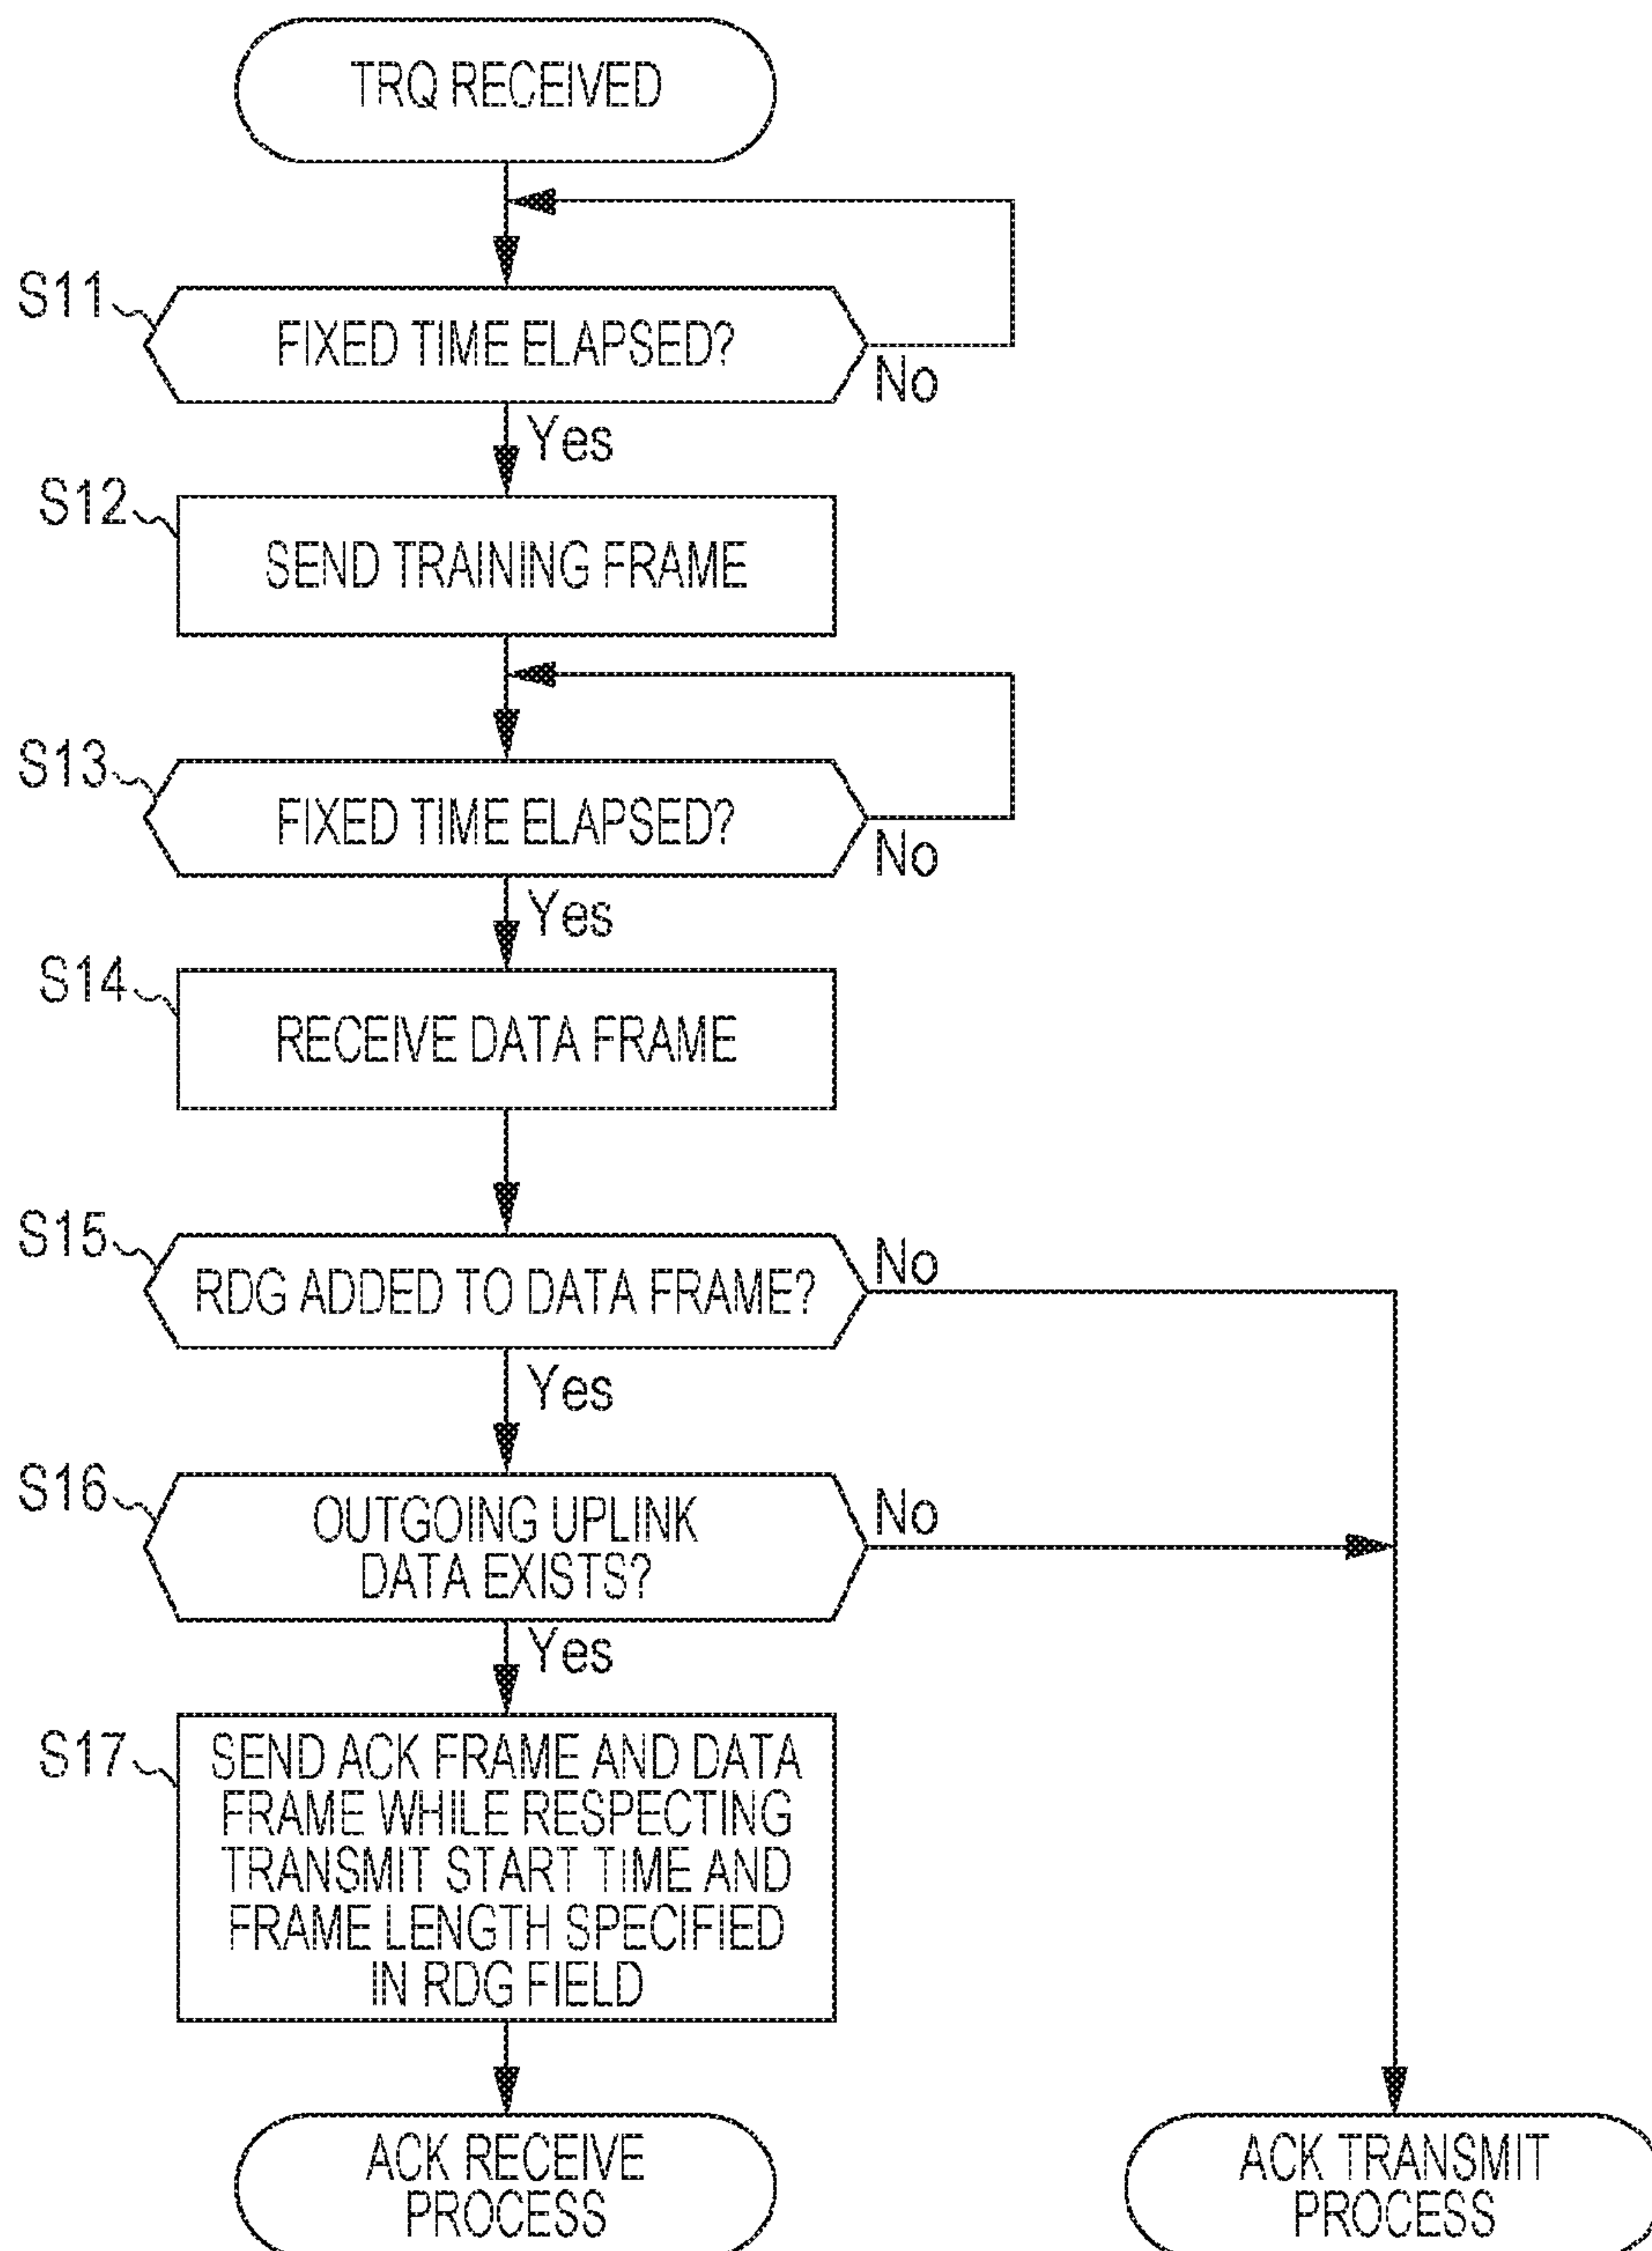 TRQ RECEIVED
S11
FIXED TIME ELAPSED?
No
Yes
S12
SEND TRAINING FRAME
S13
FIXED TIME ELAPSED?
No
Yes
S14
RECEIVE DATA FRAME
S15
RDG ADDED TO DATA FRAME?
No
Yes
S16
OUTGOING UPLINK
DATA EXISTS?
No
Yes
S17
SEND ACK FRAME AND DATA
FRAME WHILE RESPECTING
TRANSMIT START TIME AND
FRAME LENGTH SPECIFIED
IN RDG FIELD
ACK RECEIVE
PROCESS
ACK TRANSMIT
PROCESS